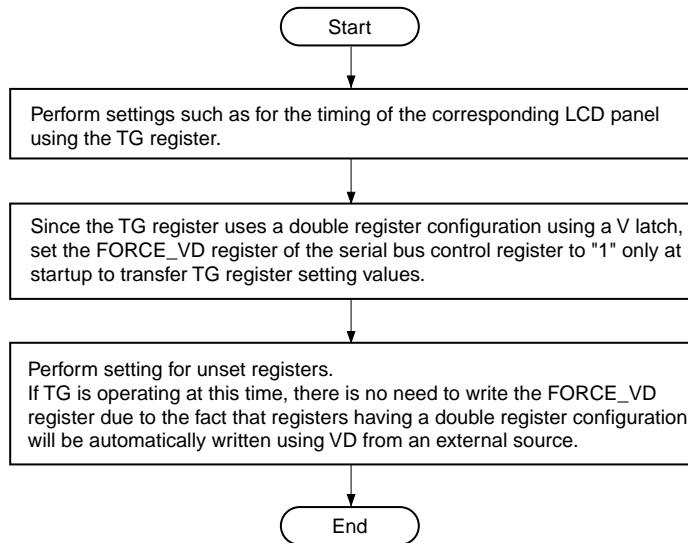 Start
Perform settings such as for the timing of the corresponding LCD panel
using the TG register.
Since the TG register uses a double register configuration using a V latch,
set the FORCE_VD register of the serial bus control register to "1" only at
startup to transfer TG register setting values.
Perform setting for unset registers.
If TG is operating at this time, there is no need to write the FORCE_VD
register due to the fact that registers having a double register configuration
will be automatically written using VD from an external source.
End